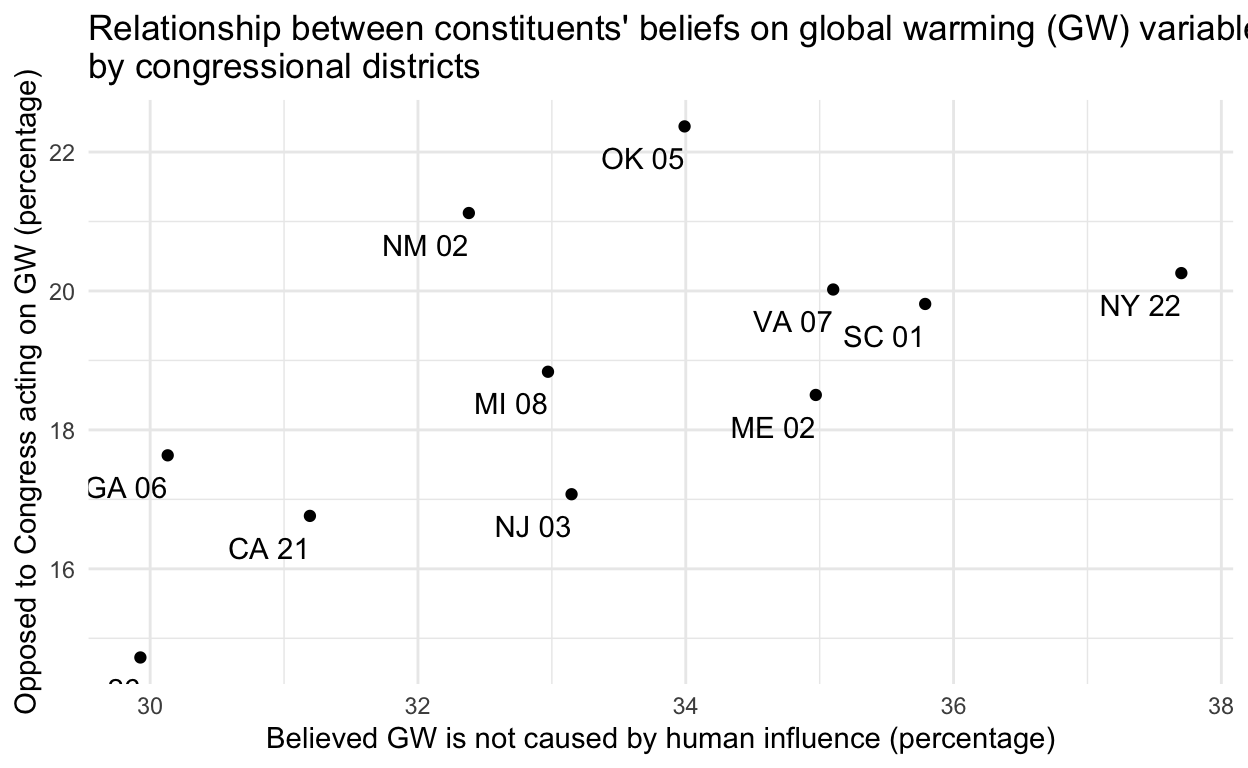 Relationship between constituents' beliefs on global warming (GW) variable
by congressional districts
Opposed to Congress acting on GW (percentage)
22
20
18
16
OK 05
NM 02
NY 22
VA 07
SC 01
MI 08
ME 02
GA 06
NJ 03
CA 21
30
32
34
36
38
Believed GW is not caused by human influence (percentage)